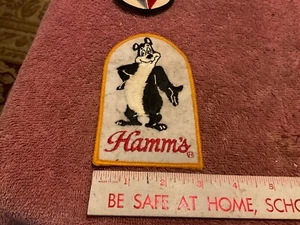 Hamm's
®
1 2 3 4 5
BE SAFE AT HOME, SCHO